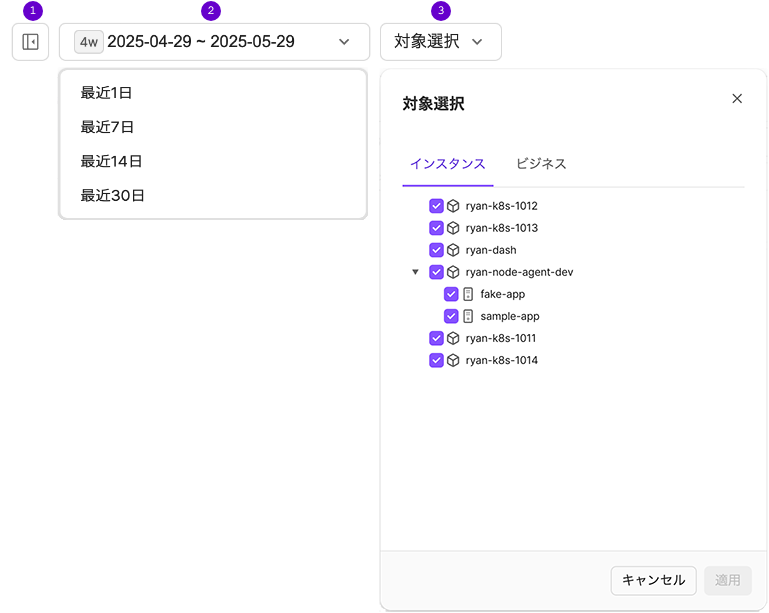 1
2
3
4w 2025-04-29 ~ 2025-05-29
対象選択
最近1日
最近7日
最近14日
最近30日
対象選択
インスタンス ビジネス
ryan-k8s-1012
ryan-k8s-1013
ryan-dash
ryan-node-agent-dev
fake-app
sample-app
ryan-k8s-1011
ryan-k8s-1014
キャンセル 適用